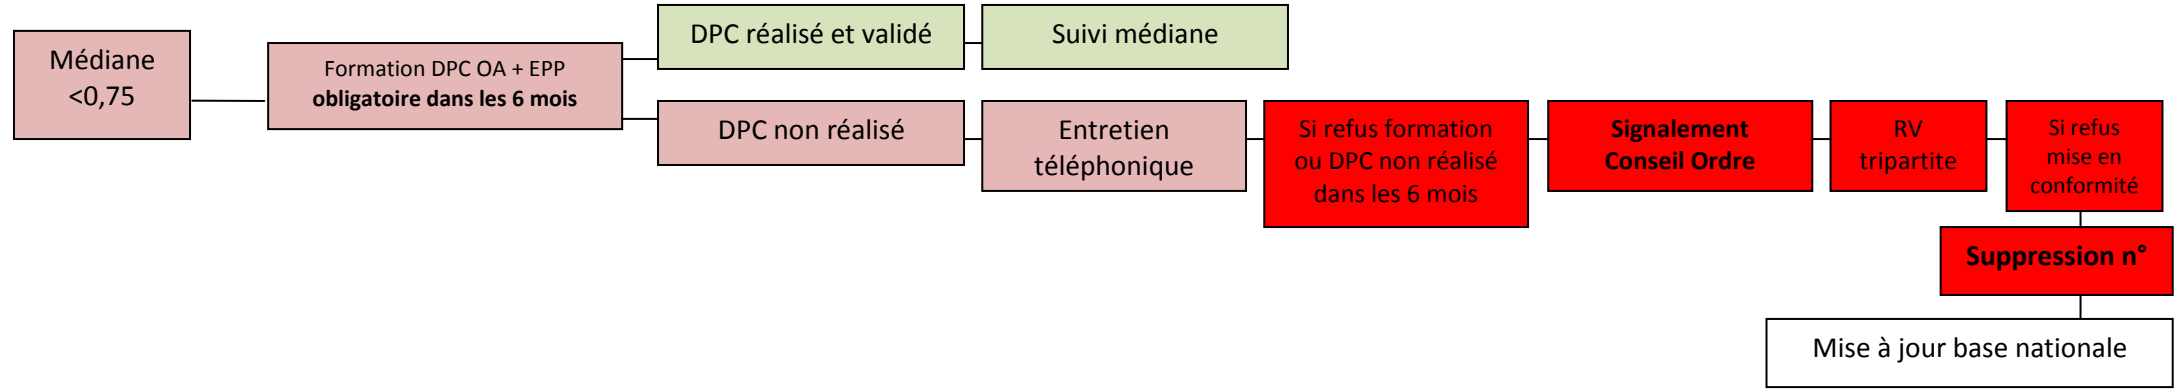 Médiane
<0,75
Formation DPC OA + EPP
obligatoire dans les 6 mois
DPC réalisé et validé
Suivi médiane
DPC non réalisé
Entretien
téléphonique
Si refus formation
ou DPC non réalisé
dans les 6 mois
Signalement
Conseil Ordre
RV
tripartite
Si refus
mise en
conformité
Suppression n°
Mise à jour base nationale